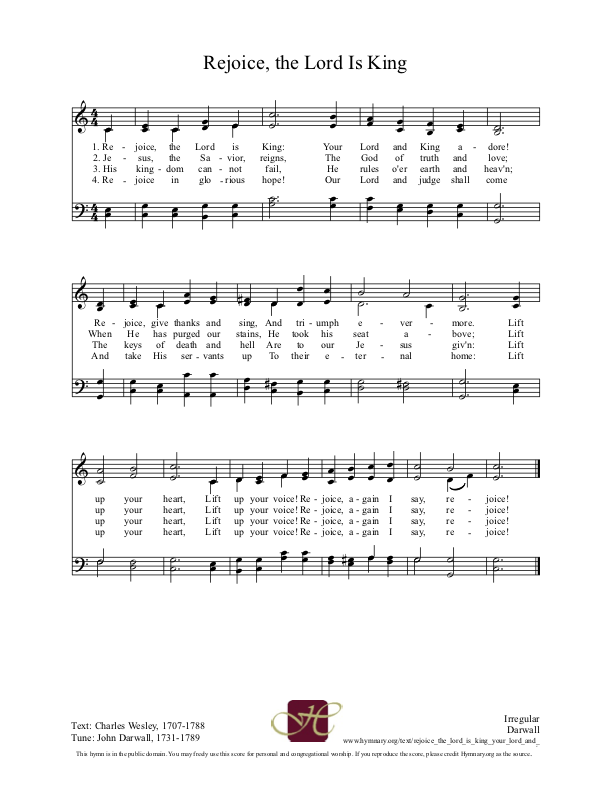 Rejoice, the Lord Is King
1. Re - joice, the Lord is King: Your Lord and King a - dore!
2. Je - sus, the Sa - vior, reigns, The God of truth and love;
3. His king - dom can - not fail, He rules o'er earth and heav'n;
4. Re - joice in glo - rious hope! Our Lord and judge shall come
Re - joice, give thanks and sing, And tri - umph e - ver - more. Lift
When He has purged our stains, He took his seat a - bove; Lift
The keys of death and hell Are to our Je - sus giv'n: Lift
And take His ser - vants up To their e - ter - nal home: Lift
up your heart, Lift up your voice! Re - joice, a - gain I say, re - joice!
up your heart, Lift up your voice! Re - joice, a - gain I say, re - joice!
up your heart, Lift up your voice! Re - joice, a - gain I say, re - joice!
up your heart, Lift up your voice! Re - joice, a - gain I say, re - joice!
H
Text: Charles Wesley, 1707-1788
Tune: John Darwall, 1731-1789
Irregular
Darwall
www.hymnary.org/text/rejoice_the_lord_is_king_your_lord_and_
This hymn is in the public domain. You may freely use this score for personal and congregational worship. If you reproduce the score, please credit Hymnary.org as the source.